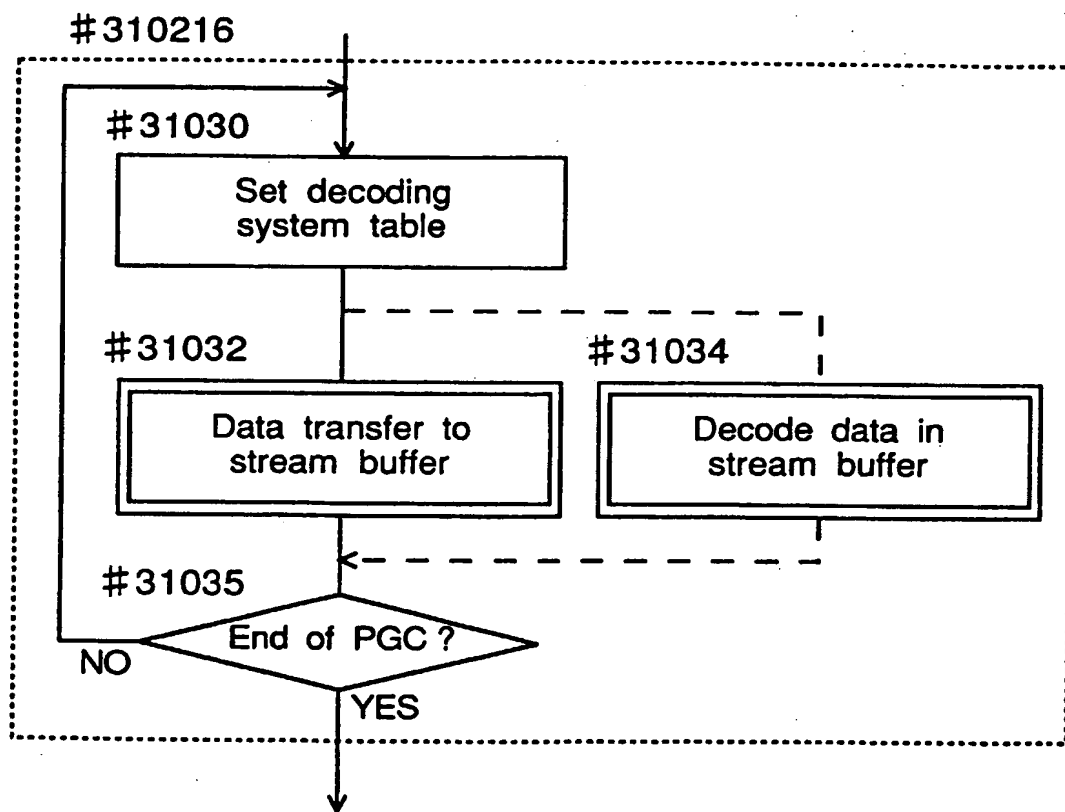 #310216
#31030
Set decoding
system table
#31032
#31034
Data transfer to
stream buffer
Decode data in
stream buffer
#31035
End of PGC ?
NO
YES